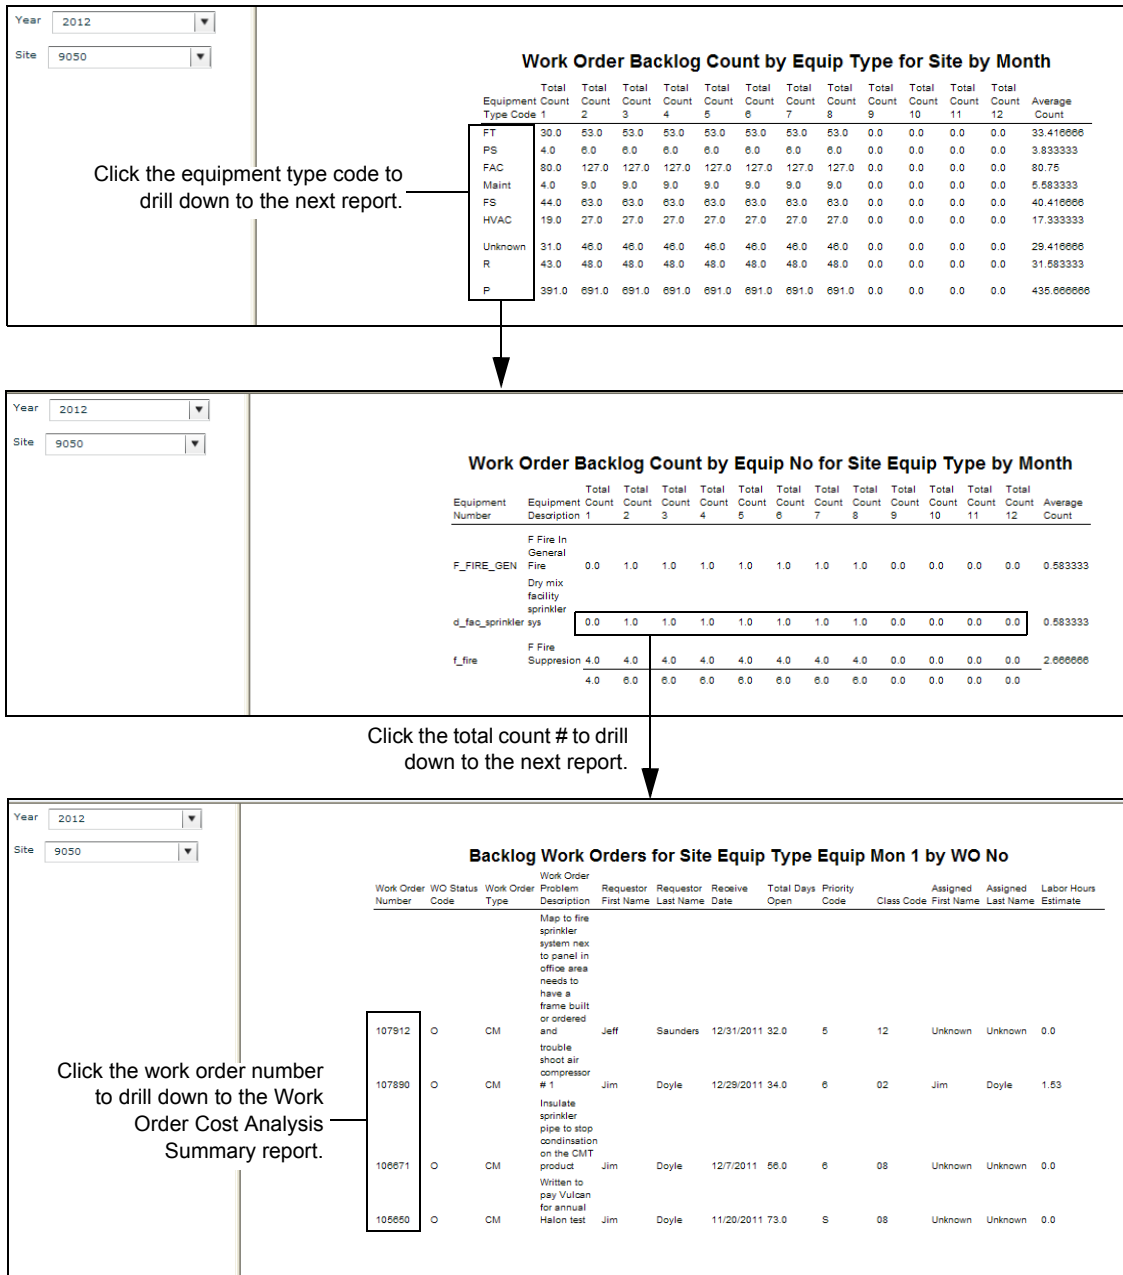 Year 2012
Site 9050
Work Order Backlog Count by Equip Type for Site by Month
Total Total Total Total Total Total Total Total Total Total Total Total
Equipment Count Count Count Count Count Count Count Count Count Count Count Count Average
Type Code 1 2 3 4 5 6 7 8 9 10 11 12 Count
FT 30.0 53.0 53.0 53.0 53.0 53.0 53.0 53.0 0.0 0.0 0.0 0.0 33.416666
PS 4.0 6.0 6.0 6.0 6.0 6.0 6.0 6.0 0.0 0.0 0.0 0.0 3.833333
FAC 80.0 127.0 127.0 127.0 127.0 127.0 127.0 127.0 0.0 0.0 0.0 0.0 80.75
Maint 4.0 9.0 9.0 9.0 9.0 9.0 9.0 9.0 0.0 0.0 0.0 0.0 5.583333
FS 44.0 63.0 63.0 63.0 63.0 63.0 63.0 63.0 0.0 0.0 0.0 0.0 40.416666
HVAC 19.0 27.0 27.0 27.0 27.0 27.0 27.0 27.0 0.0 0.0 0.0 0.0 17.333333
Unknown 31.0 46.0 46.0 46.0 46.0 46.0 46.0 46.0 0.0 0.0 0.0 0.0 29.416666
R 43.0 48.0 48.0 48.0 48.0 48.0 48.0 48.0 0.0 0.0 0.0 0.0 31.583333
P 391.0 691.0 691.0 691.0 691.0 691.0 691.0 691.0 0.0 0.0 0.0 0.0 435.666666
Click the equipment type code to
drill down to the next report.
Year 2012
Site 9050
Work Order Backlog Count by Equip No for Site Equip Type by Month
Total Total Total Total Total Total Total Total Total Total Total Total
Equipment Equipment Count Count Count Count Count Count Count Count Count Count Count Count Average
Number Description 1 2 3 4 5 6 7 8 9 10 11 12 Count
F Fire In
General
F_FIRE_GEN Fire 0.0 1.0 1.0 1.0 1.0 1.0 1.0 1.0 0.0 0.0 0.0 0.0 0.583333
Dry mix
facility
sprinkler
d_fac_sprinkler sys 0.0 1.0 1.0 1.0 1.0 1.0 1.0 1.0 0.0 0.0 0.0 0.0 0.583333
F Fire
f_fire Suppresion 4.0 4.0 4.0 4.0 4.0 4.0 4.0 4.0 0.0 0.0 0.0 0.0 2.666666
4.0 6.0 6.0 6.0 6.0 6.0 6.0 6.0 0.0 0.0 0.0 0.0
Click the total count # to drill
down to the next report.
Year 2012
Site 9050
Backlog Work Orders for Site Equip Type Equip Mon 1 by WO No
Work Order
Work Order WO Status Work Order Problem Requestor Requestor Receive Total Days Priority Assigned Assigned Labor Hours
Number Code Type Description First Name Last Name Date Open Code Class Code First Name Last Name Estimate
Map to fire
sprinkler
system nex
to panel in
office area
needs to
have a
frame built
or ordered
107912 O CM and Jeff Saunders 12/31/2011 32.0 5 12 Unknown Unknown 0.0
trouble
shoot air
compressor
107890 O CM # 1 Jim Doyle 12/29/2011 34.0 6 02 Jim Doyle 1.53
Insulate
sprinkler
pipe to stop
condinsation
on the CMT
106671 O CM product Jim Doyle 12/7/2011 56.0 6 08 Unknown Unknown 0.0
Written to
pay Vulcan
for annual
105650 O CM Halon test Jim Doyle 11/20/2011 73.0 S 08 Unknown Unknown 0.0
Click the work order number
to drill down to the Work
Order Cost Analysis
Summary report.